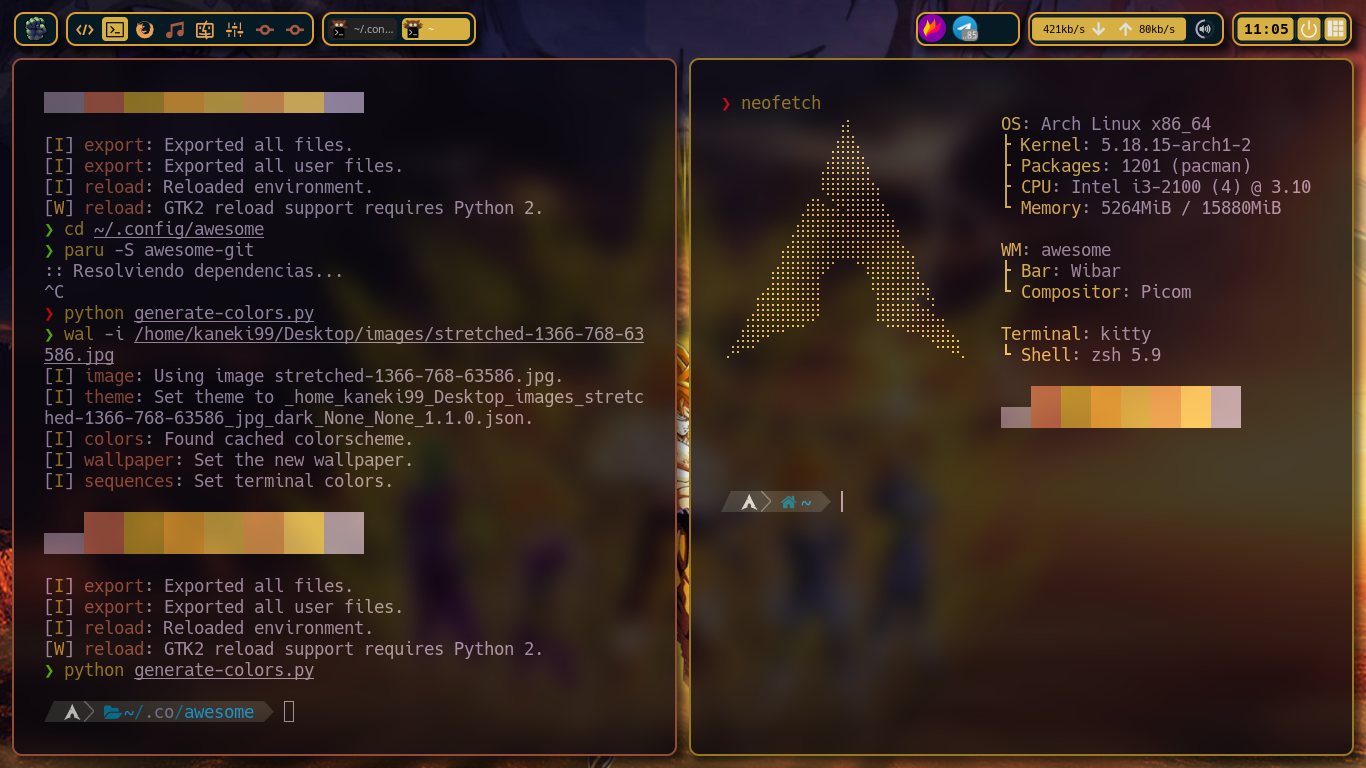 ~/.con...
~
85
421kb/s
80kb/s
11:05
[I] export: Exported all files.
[I] export: Exported all user files.
[I] reload: Reloaded environment.
[W] reload: GTK2 reload support requires Python 2.
❯ cd ~/.config/awesome
❯ paru -S awesome-git
:: Resolviendo dependencias...
^C
❯ python generate-colors.py
❯ wal -i /home/kaneki99/Desktop/images/stretched-1366-768-63
586.jpg
[I] image: Using image stretched-1366-768-63586.jpg.
[I] theme: Set theme to _home_kaneki99_Desktop_images_stretc
hed-1366-768-63586_jpg_dark_None_None_1.1.0.json.
[I] colors: Found cached colorscheme.
[I] wallpaper: Set the new wallpaper.
[I] sequences: Set terminal colors.
[I] export: Exported all files.
[I] export: Exported all user files.
[I] reload: Reloaded environment.
[W] reload: GTK2 reload support requires Python 2.
❯ python generate-colors.py
~/.co/awesome
❯ neofetch
OS: Arch Linux x86_64
├ Kernel: 5.18.15-arch1-2
├ Packages: 1201 (pacman)
├ CPU: Intel i3-2100 (4) @ 3.10
└ Memory: 5264MiB / 15880MiB
WM: awesome
├ Bar: Wibar
└ Compositor: Picom
Terminal: kitty
└ Shell: zsh 5.9
~